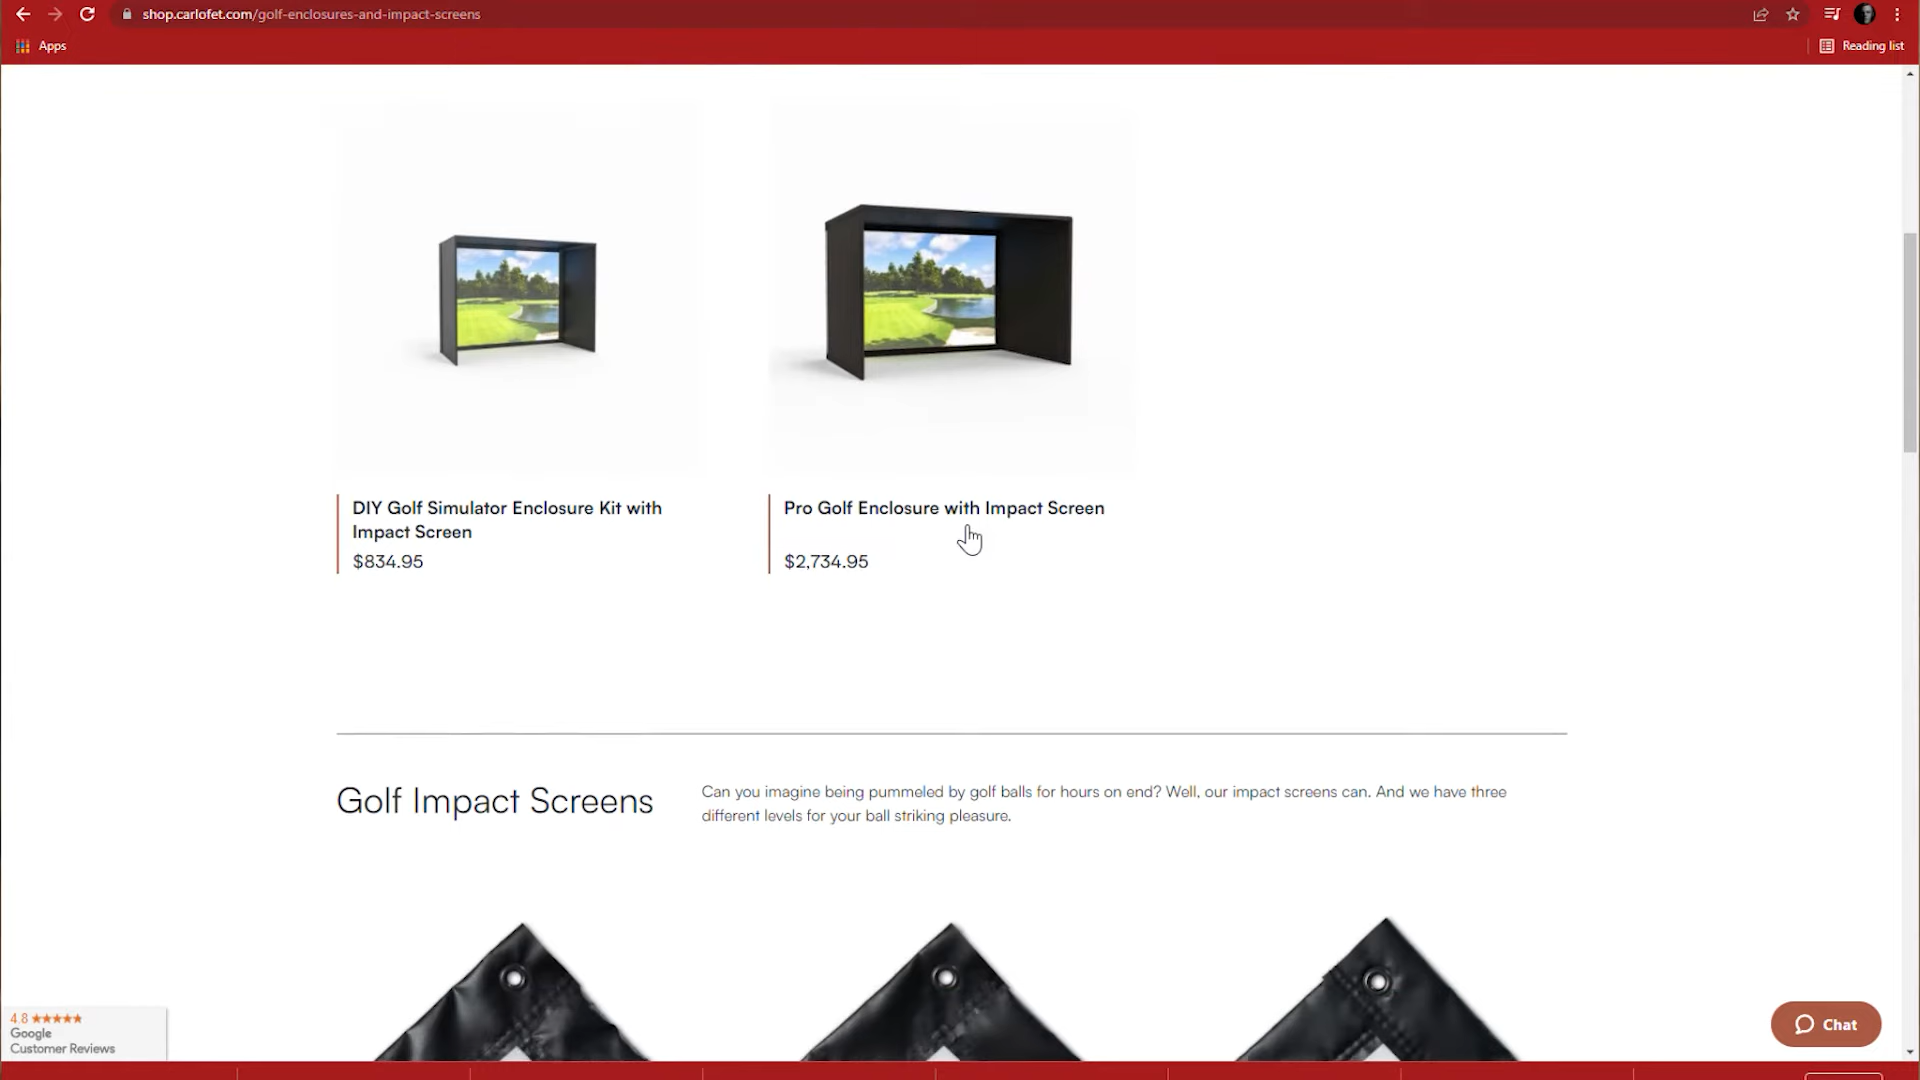 shop.carlofet.com/golf-enclosures-and-impact-screens
Apps
Reading list
DIY Golf Simulator Enclosure Kit with
Impact Screen
$834.95
Pro Golf Enclosure with Impact Screen
$2,734.95
Golf Impact Screens
Can you imagine being pummeled by golf balls for hours on end? Well, our impact screens can. And we have three
different levels for your ball striking pleasure.
4.8 ★★★★★
Google
Customer Reviews
Chat